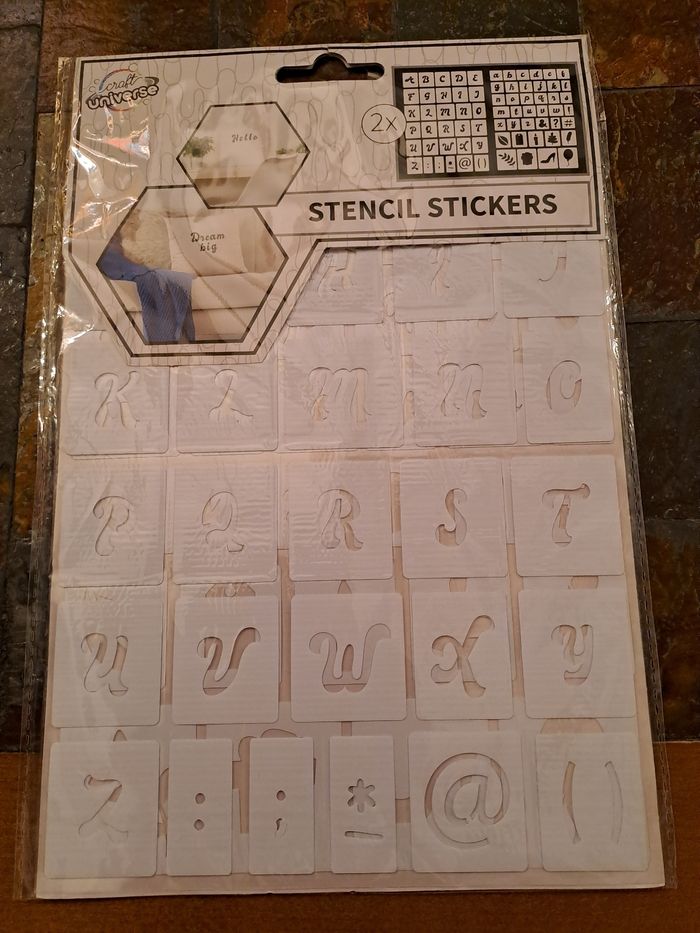 craft
universe
Hello
Dream
big
2x
A B C D E
F G H I J
K L M N O
P Q R S T
U V W X Y
Z : ; * @ ( )
a b c d e f
g h i j k l
n o p q r s
t u v w !
x y z & ? #
STENCIL STICKERS
H I J
K L M N O
P Q R S T
U V W X Y
Z : ; * _ @ ( )